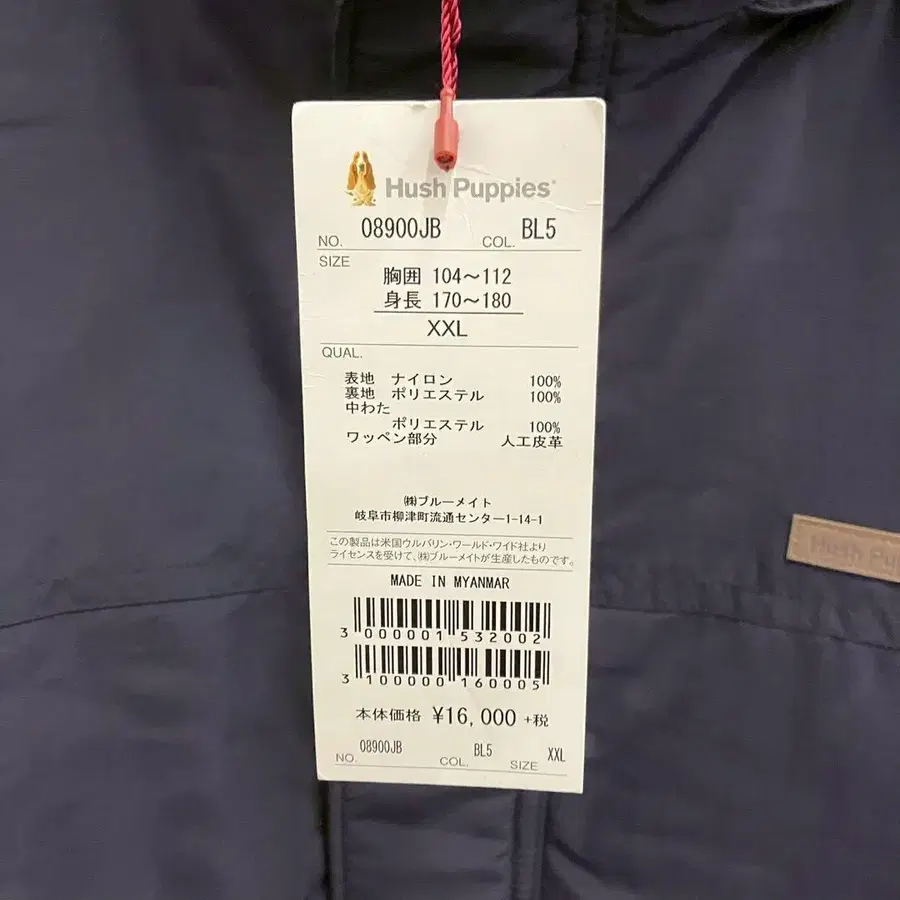 Hush Puppies
NO. 08900JB COL. BL5
SIZE
胸囲 104～112
身長 170～180
XXL
QUAL.
表地 ナイロン 100%
裏地 ポリエステル 100%
中わた
ポリエステル 100%
ワッペン部分 人工皮革
㈱ブルーメイト
岐阜市柳津町流通センター1-14-1
この製品は米国ウルバリン・ワールド・ワイド社より
ライセンスを受けて、㈱ブルーメイトが生産したものです。
MADE IN MYANMAR
3 000001 532002
3 100000 160005
本体価格 ¥16,000 +税
NO. 08900JB COL. BL5 SIZE XXL
Hush